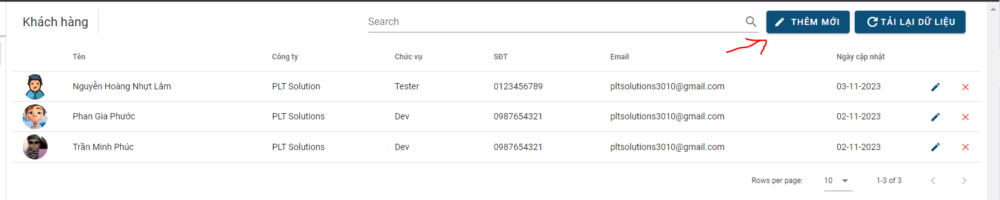 Khách hàng
Search
THÊM MỚI
TẢI LẠI DỮ LIỆU
Tên Công ty Chức vụ SĐT Email Ngày cập nhật
Nguyễn Hoàng Nhựt Lâm PLT Solution Tester 0123456789 pltsolutions3010@gmail.com 03-11-2023
Phan Gia Phước PLT Solutions Dev 0987654321 pltsolutions3010@gmail.com 02-11-2023
Trần Minh Phúc PLT Solutions Dev 0987654321 pltsolutions3010@gmail.com 02-11-2023
Rows per page: 10 1-3 of 3